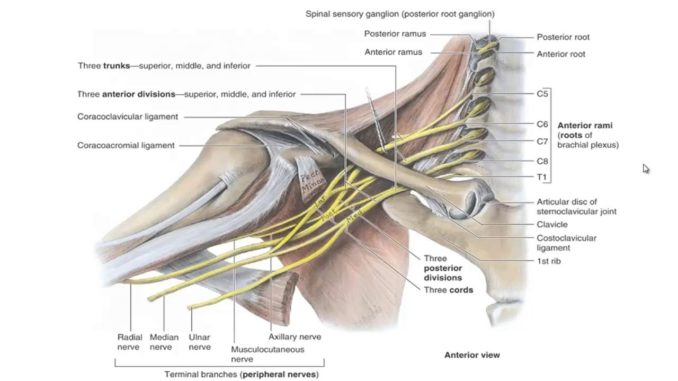 Spinal sensory ganglion (posterior root ganglion)
Posterior ramus
Posterior root
Anterior ramus
Anterior root
Three trunks—superior, middle, and inferior
Three anterior divisions—superior, middle, and inferior
Coracoclavicular ligament
Coracoacromial ligament
C5
C6
C7
C8
T1
Anterior rami
(roots of
brachial plexus)
Pect
Minor
Lat
Post
Med
Articular disc of
sternoclavicular joint
Clavicle
Costoclavicular
ligament
1st rib
Three
posterior
divisions
Three cords
Radial
nerve
Median
nerve
Ulnar
nerve
Musculocutaneous
nerve
Axillary nerve
Terminal branches (peripheral nerves)
Anterior view